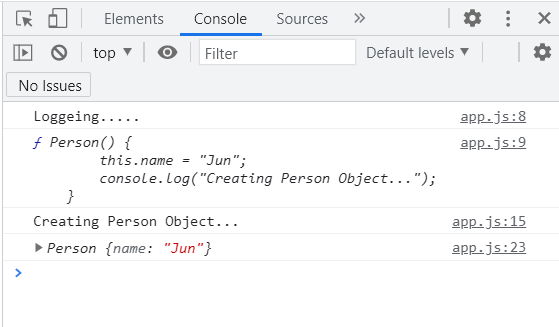 Elements Console Sources »
top ▼ Filter Default levels ▼
No Issues
Loggeing..... app.js:8
ƒ Person() { app.js:9
this.name = "Jun";
console.log("Creating Person Object...");
}
Creating Person Object... app.js:15
▶ Person {name: "Jun"} app.js:23
>